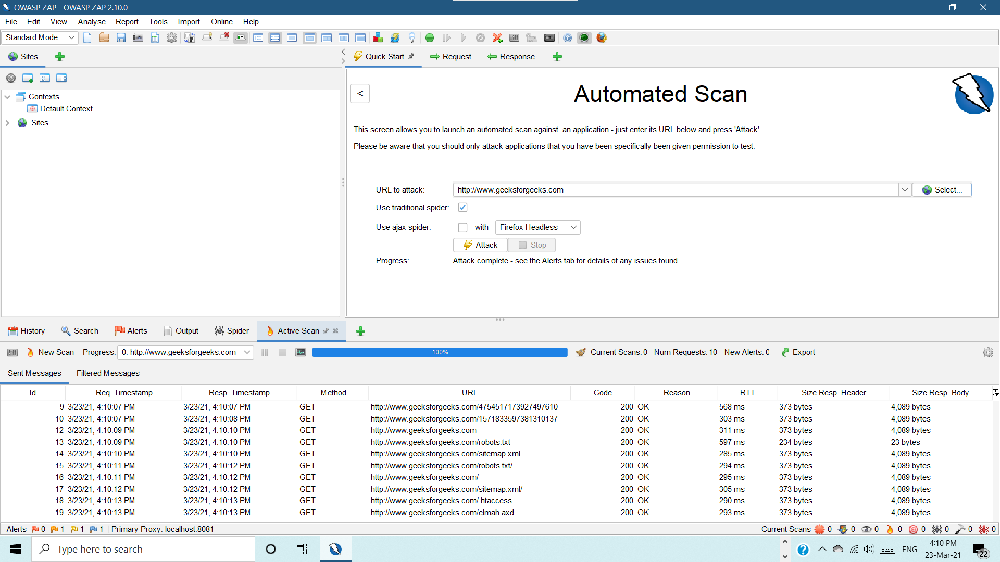 OWASP ZAP - OWASP ZAP 2.10.0
File Edit View Analyse Report Tools Import Online Help
Standard Mode
Sites
Quick Start Request Response
<
Automated Scan
Contexts
Default Context
Sites
This screen allows you to launch an automated scan against an application - just enter its URL below and press 'Attack'.
Please be aware that you should only attack applications that you have been specifically been given permission to test.
URL to attack: http://www.geeksforgeeks.com Select...
Use traditional spider:
Use ajax spider: with Firefox Headless
Attack Stop
Progress: Attack complete - see the Alerts tab for details of any issues found
History Search Alerts Output Spider Active Scan
New Scan Progress: 0: http://www.geeksforgeeks.com 100% Current Scans: 0 Num Requests: 10 New Alerts: 0 Export
Sent Messages Filtered Messages
Id Req. Timestamp Resp. Timestamp Method URL Code Reason RTT Size Resp. Header Size Resp. Body
9 3/23/21, 4:10:07 PM 3/23/21, 4:10:07 PM GET http://www.geeksforgeeks.com/4754517173927497610 200 OK 568 ms 373 bytes 4,089 bytes
10 3/23/21, 4:10:07 PM 3/23/21, 4:10:08 PM GET http://www.geeksforgeeks.com/1571833597381310137 200 OK 303 ms 373 bytes 4,089 bytes
12 3/23/21, 4:10:09 PM 3/23/21, 4:10:10 PM GET http://www.geeksforgeeks.com 200 OK 311 ms 373 bytes 4,089 bytes
13 3/23/21, 4:10:09 PM 3/23/21, 4:10:10 PM GET http://www.geeksforgeeks.com/robots.txt 200 OK 597 ms 234 bytes 23 bytes
14 3/23/21, 4:10:10 PM 3/23/21, 4:10:10 PM GET http://www.geeksforgeeks.com/sitemap.xml 200 OK 285 ms 373 bytes 4,089 bytes
15 3/23/21, 4:10:11 PM 3/23/21, 4:10:12 PM GET http://www.geeksforgeeks.com/robots.txt/ 200 OK 294 ms 373 bytes 4,089 bytes
16 3/23/21, 4:10:11 PM 3/23/21, 4:10:12 PM GET http://www.geeksforgeeks.com/ 200 OK 295 ms 373 bytes 4,089 bytes
17 3/23/21, 4:10:12 PM 3/23/21, 4:10:12 PM GET http://www.geeksforgeeks.com/sitemap.xml/ 200 OK 305 ms 373 bytes 4,089 bytes
18 3/23/21, 4:10:13 PM 3/23/21, 4:10:13 PM GET http://www.geeksforgeeks.com/.htaccess 200 OK 290 ms 373 bytes 4,089 bytes
19 3/23/21, 4:10:13 PM 3/23/21, 4:10:13 PM GET http://www.geeksforgeeks.com/elmah.axd 200 OK 293 ms 373 bytes 4,089 bytes
Alerts 0 1 1 1 Primary Proxy: localhost:8081 Current Scans 0 0 0 0 0 0 0 0
Type here to search ENG 4:10 PM
23-Mar-21 22